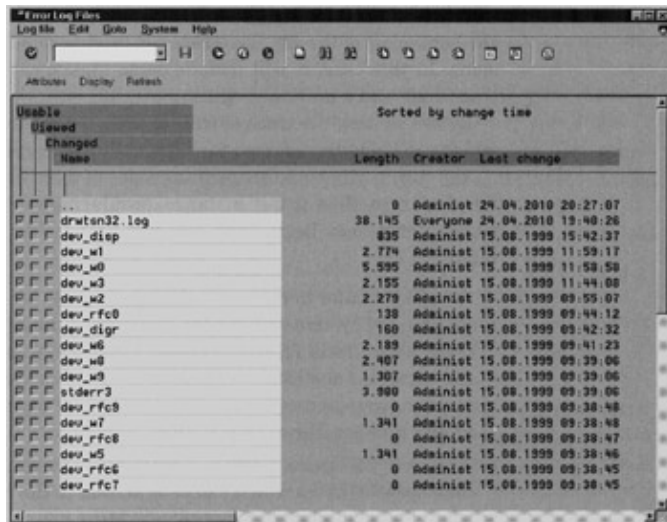 Error Log Files
Log file Edit Goto System Help
Attributes Display Refresh
Usable Sorted by change time
Viewed
Changed
Name Length Creator Last change
.. 0 Administ 24.04.2010 20:27:07
drwtsn32.log 38.145 Everyone 24.04.2010 19:40:26
dev_disp 835 Administ 15.08.1999 15:42:37
dev_w1 2.774 Administ 15.08.1999 11:59:17
dev_w0 5.595 Administ 15.08.1999 11:58:58
dev_w3 2.155 Administ 15.08.1999 11:44:08
dev_w2 2.279 Administ 15.08.1999 09:55:07
dev_rfc0 138 Administ 15.08.1999 09:44:12
dev_digr 160 Administ 15.08.1999 09:42:32
dev_w6 2.189 Administ 15.08.1999 09:41:23
dev_w8 2.407 Administ 15.08.1999 09:39:06
dev_w9 1.307 Administ 15.08.1999 09:39:06
stderr3 3.980 Administ 15.08.1999 09:39:06
dev_rfc9 0 Administ 15.08.1999 09:38:48
dev_w7 1.341 Administ 15.08.1999 09:38:48
dev_rfc8 0 Administ 15.08.1999 09:38:47
dev_w5 1.341 Administ 15.08.1999 09:38:46
dev_rfc6 0 Administ 15.08.1999 09:38:45
dev_rfc7 0 Administ 15.08.1999 09:38:45